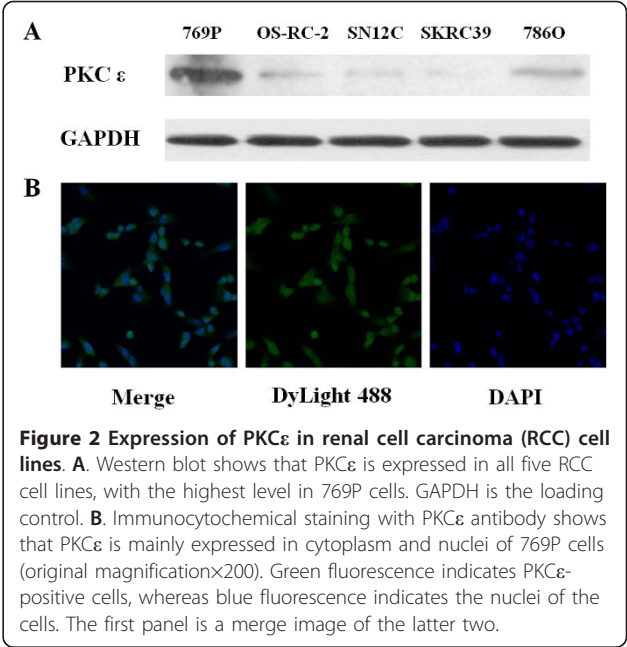 A
769P OS-RC-2 SN12C SKRC39 786O
PKC ε
GAPDH
B
Merge DyLight 488 DAPI
Figure 2 Expression of PKCε in renal cell carcinoma (RCC) cell
lines. A. Western blot shows that PKCε is expressed in all five RCC
cell lines, with the highest level in 769P cells. GAPDH is the loading
control. B. Immunocytochemical staining with PKCε antibody shows
that PKCε is mainly expressed in cytoplasm and nuclei of 769P cells
(original magnification×200). Green fluorescence indicates PKCε-
positive cells, whereas blue fluorescence indicates the nuclei of the
cells. The first panel is a merge image of the latter two.